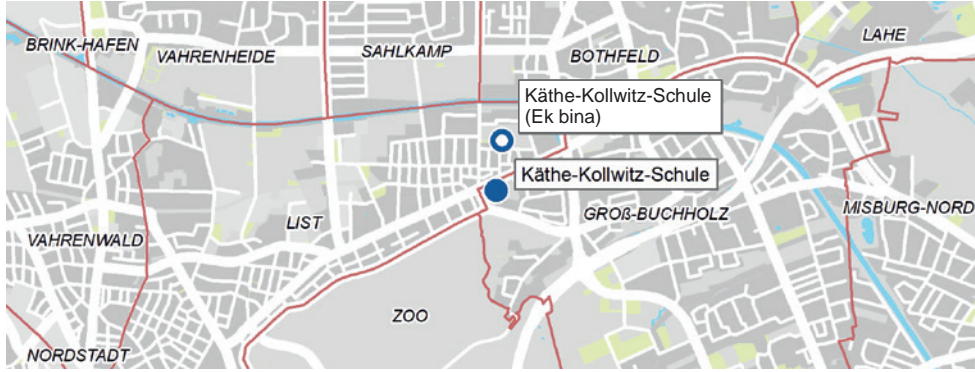 BRINK-HAFEN
VAHRENHEIDE
SAHLKAMP
BOTHFELD
LAHE
Käthe-Kollwitz-Schule
(Ek bina)
Käthe-Kollwitz-Schule
GROß-BUCHHOLZ
MISBURG-NORD
LIST
VAHRENWALD
ZOO
NORDSTADT